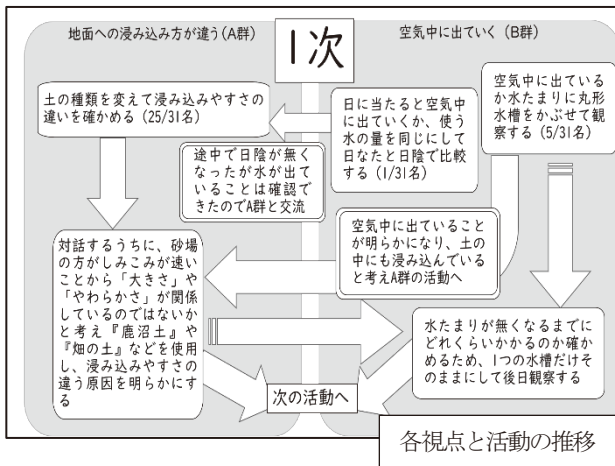 地面への浸み込み方が違う(A群)
1次
空気中に出ていく(B群)
土の種類を変えて浸み込みやすさの
違いを確かめる (25/31名)
日に当たると空気中
に出ていくか、使う
水の量を同じにして
日なたと日陰で比較
する (1/31名)
空気中に出ている
か水たまりに丸形
水槽をかぶせて観
察する (5/31名)
途中で日陰が無く
なったが水が出て
いることは確認で
きたのでA群と交流
空気中に出ていること
が明らかになり、土の
中にも浸み込んでいる
と考えA群の活動へ
対話するうちに、砂場
の方がしみこみが速い
ことから「大きさ」や
「やわらかさ」が関係
しているのではないか
と考え『鹿沼土』や
『畑の土』などを使用
し、浸み込みやすさの
違う原因を明らかにす
る
水たまりが無くなるまでに
どれくらいかかるのか確か
めるため、1つの水槽だけそ
のままにして後日観察する
次の活動へ
各視点と活動の推移